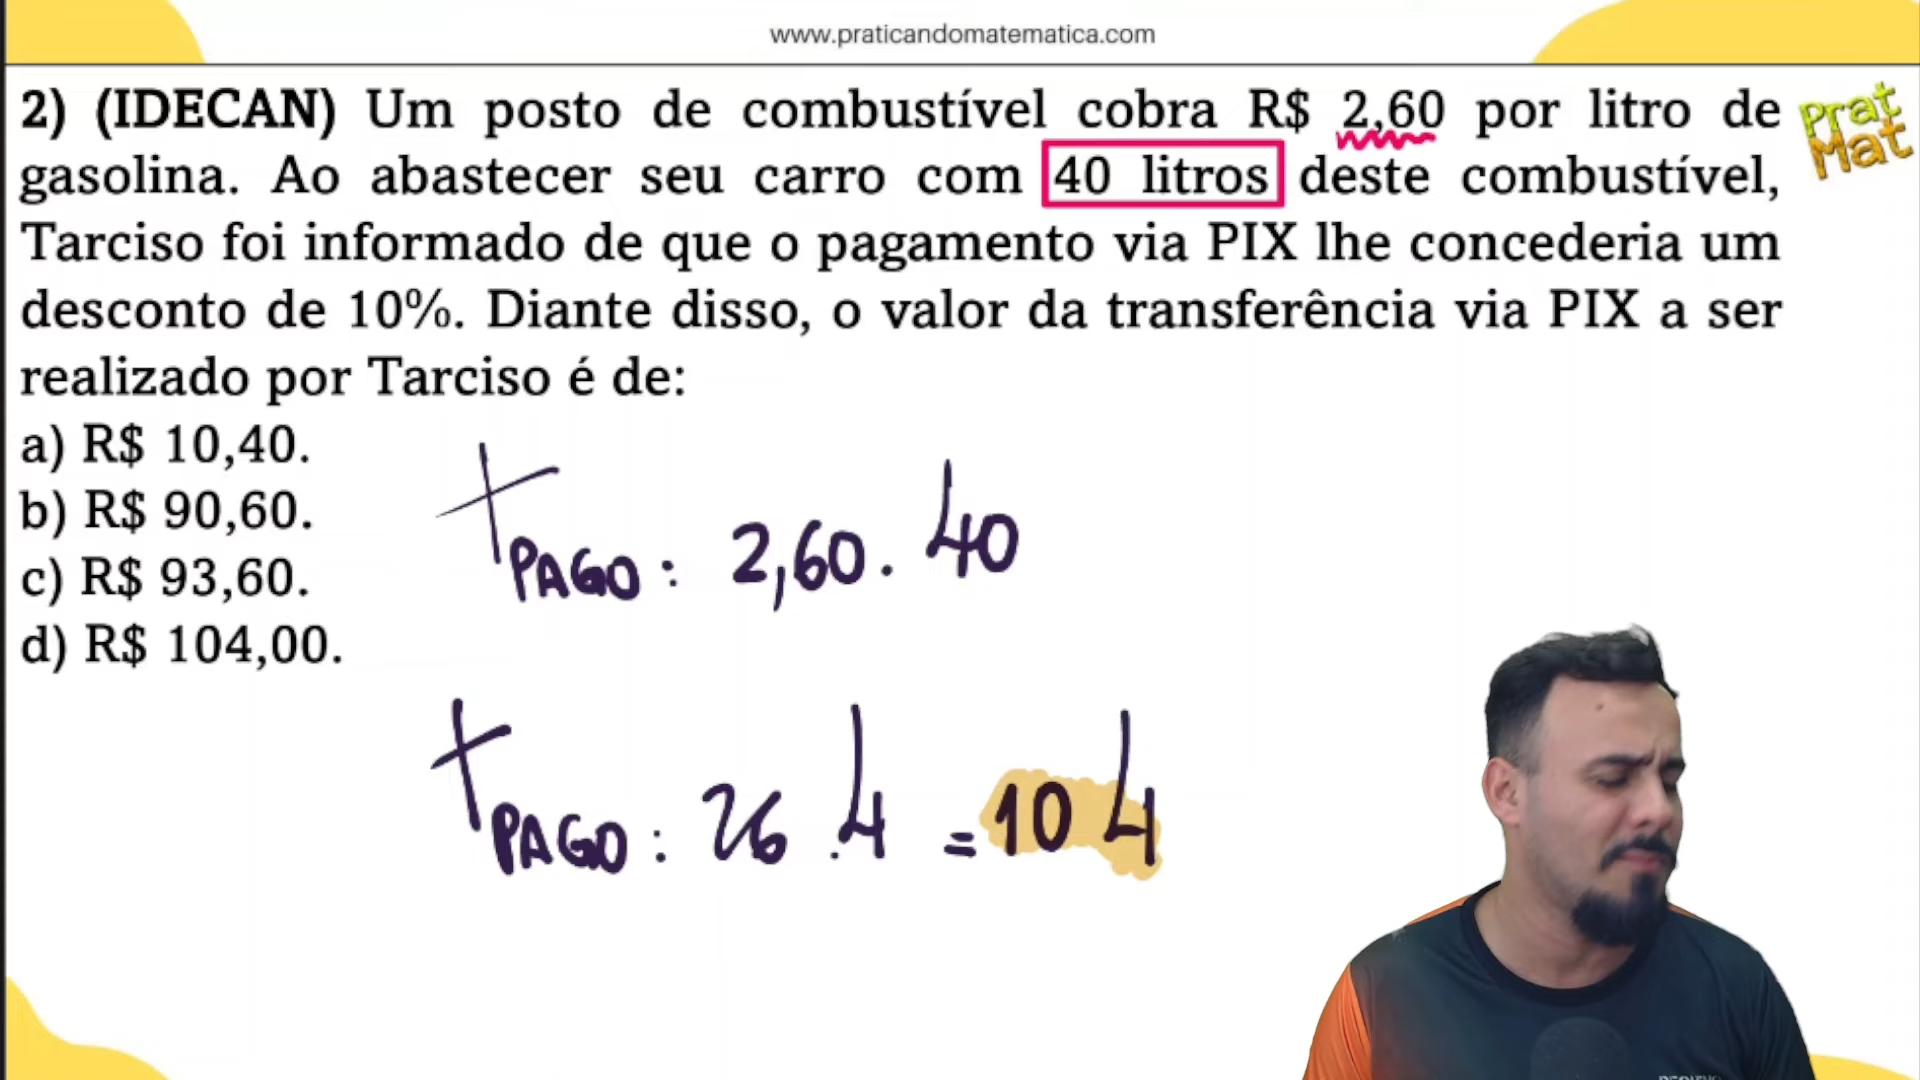 www.praticandomatematica.com
2) (IDECAN) Um posto de combustível cobra R$ 2,60 por litro de
gasolina. Ao abastecer seu carro com 40 litros deste combustível,
Tarciso foi informado de que o pagamento via PIX lhe concederia um
desconto de 10%. Diante disso, o valor da transferência via PIX a ser
realizado por Tarciso é de:
a) R$ 10,40.
b) R$ 90,60.
c) R$ 93,60.
d) R$ 104,00.
Prat
Mat
t PAGO : 2,60 . 40
t PAGO : 26 . 4 = 104